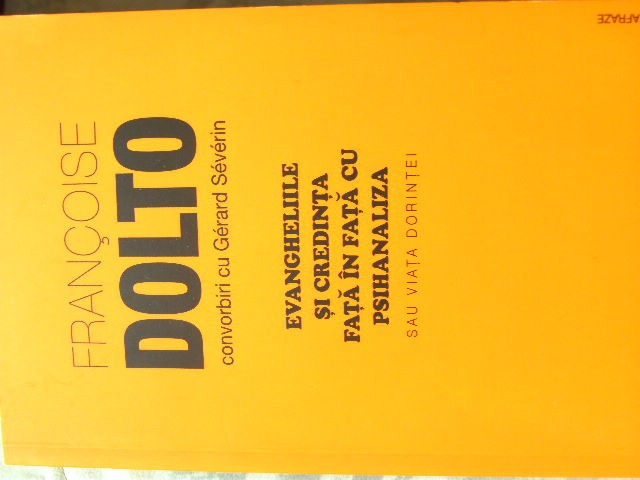 FRANÇOISE
DOLTO
convorbiri cu Gérard Sévérin
EVANGHELIILE
ȘI CREDINȚA
FAȚĂ ÎN FAȚĂ CU
PSIHANALIZA
SAU VIAȚA DORINȚEI
AFRAZE